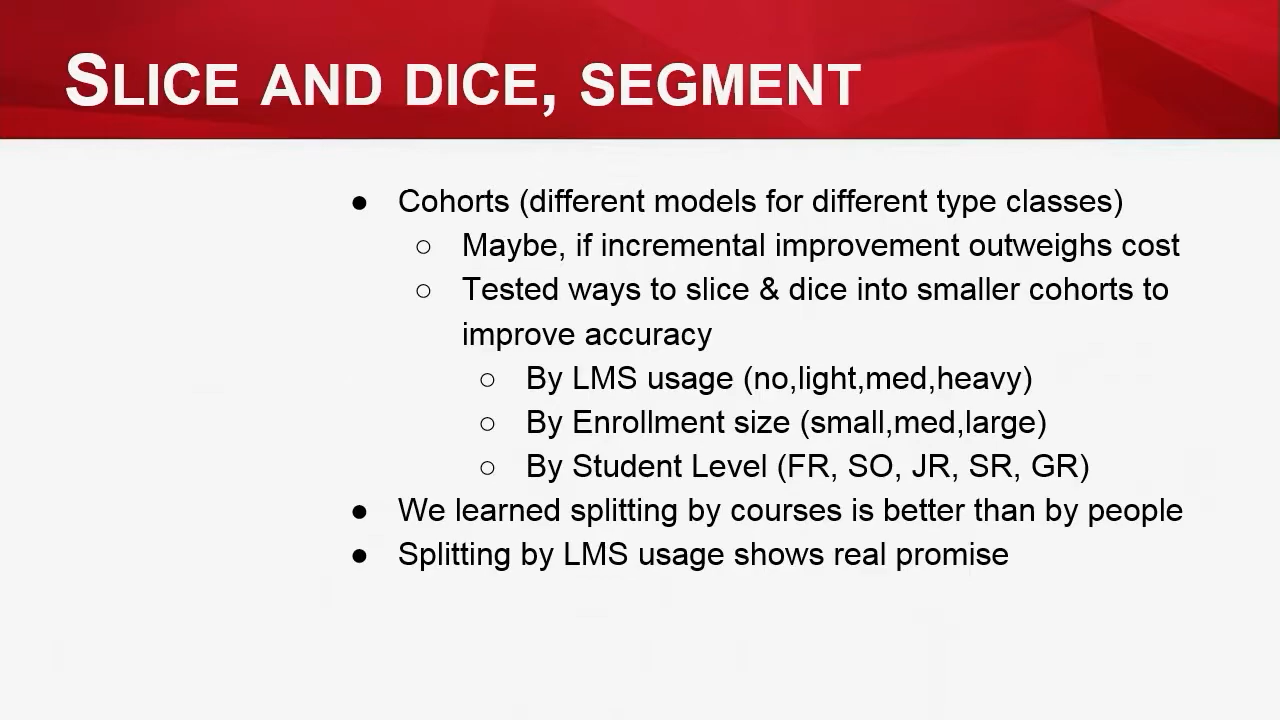 SLICE AND DICE, SEGMENT
● Cohorts (different models for different type classes)
○ Maybe, if incremental improvement outweighs cost
○ Tested ways to slice & dice into smaller cohorts to
improve accuracy
○ By LMS usage (no,light,med,heavy)
○ By Enrollment size (small,med,large)
○ By Student Level (FR, SO, JR, SR, GR)
● We learned splitting by courses is better than by people
● Splitting by LMS usage shows real promise